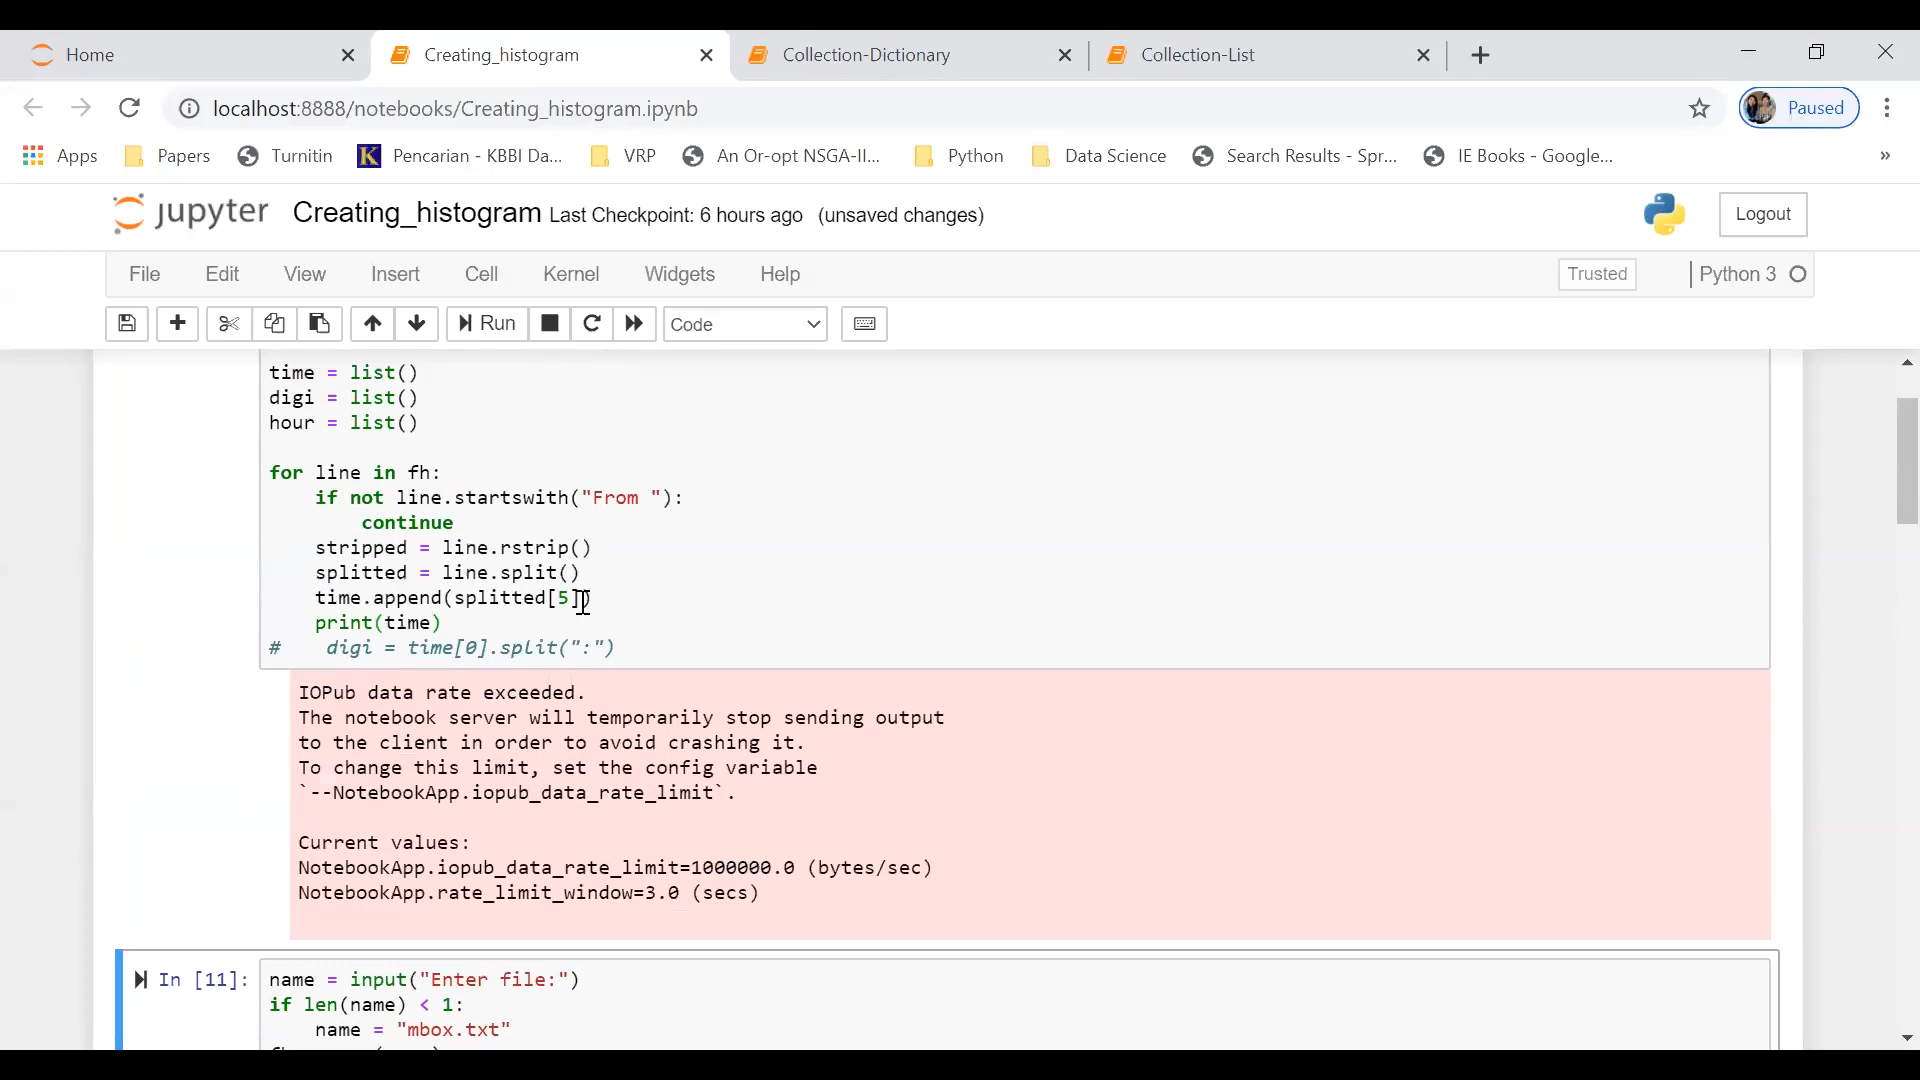 Home
Creating_histogram
Collection-Dictionary
Collection-List
localhost:8888/notebooks/Creating_histogram.ipynb
Paused
Apps Papers Turnitin Pencarian - KBBI Da... VRP An Or-opt NSGA-II... Python Data Science Search Results - Spr... IE Books - Google... »
jupyter Creating_histogram Last Checkpoint: 6 hours ago (unsaved changes) Logout
File Edit View Insert Cell Kernel Widgets Help Trusted Python 3
Run Code
time = list()
digi = list()
hour = list()
for line in fh:
    if not line.startswith("From "):
        continue
    stripped = line.rstrip()
    splitted = line.split()
    time.append(splitted[5])
    print(time)
#    digi = time[0].split(":")
IOPub data rate exceeded.
The notebook server will temporarily stop sending output
to the client in order to avoid crashing it.
To change this limit, set the config variable
`--NotebookApp.iopub_data_rate_limit`.
Current values:
NotebookApp.iopub_data_rate_limit=1000000.0 (bytes/sec)
NotebookApp.rate_limit_window=3.0 (secs)
In [11]: name = input("Enter file:")
if len(name) < 1:
    name = "mbox.txt"